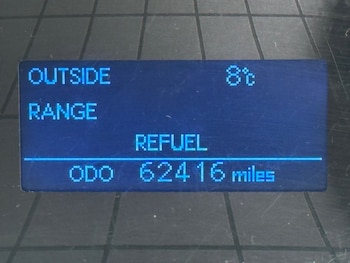 OUTSIDE 8℃
RANGE
REFUEL
ODO 62416 miles